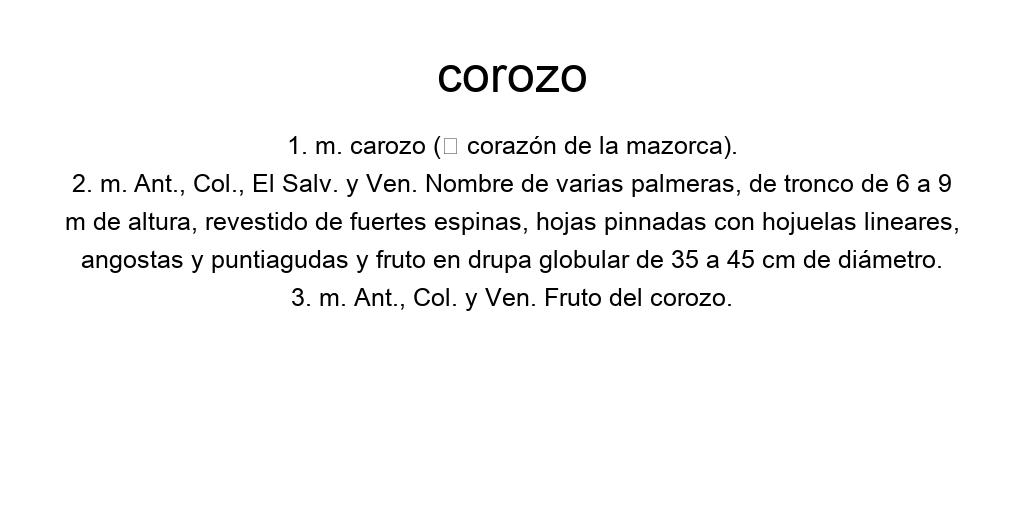 corozo
1. m. carozo (▯ corazón de la mazorca).
2. m. Ant., Col., El Salv. y Ven. Nombre de varias palmeras, de tronco de 6 a 9
m de altura, revestido de fuertes espinas, hojas pinnadas con hojuelas lineares,
angostas y puntiagudas y fruto en drupa globular de 35 a 45 cm de diámetro.
3. m. Ant., Col. y Ven. Fruto del corozo.